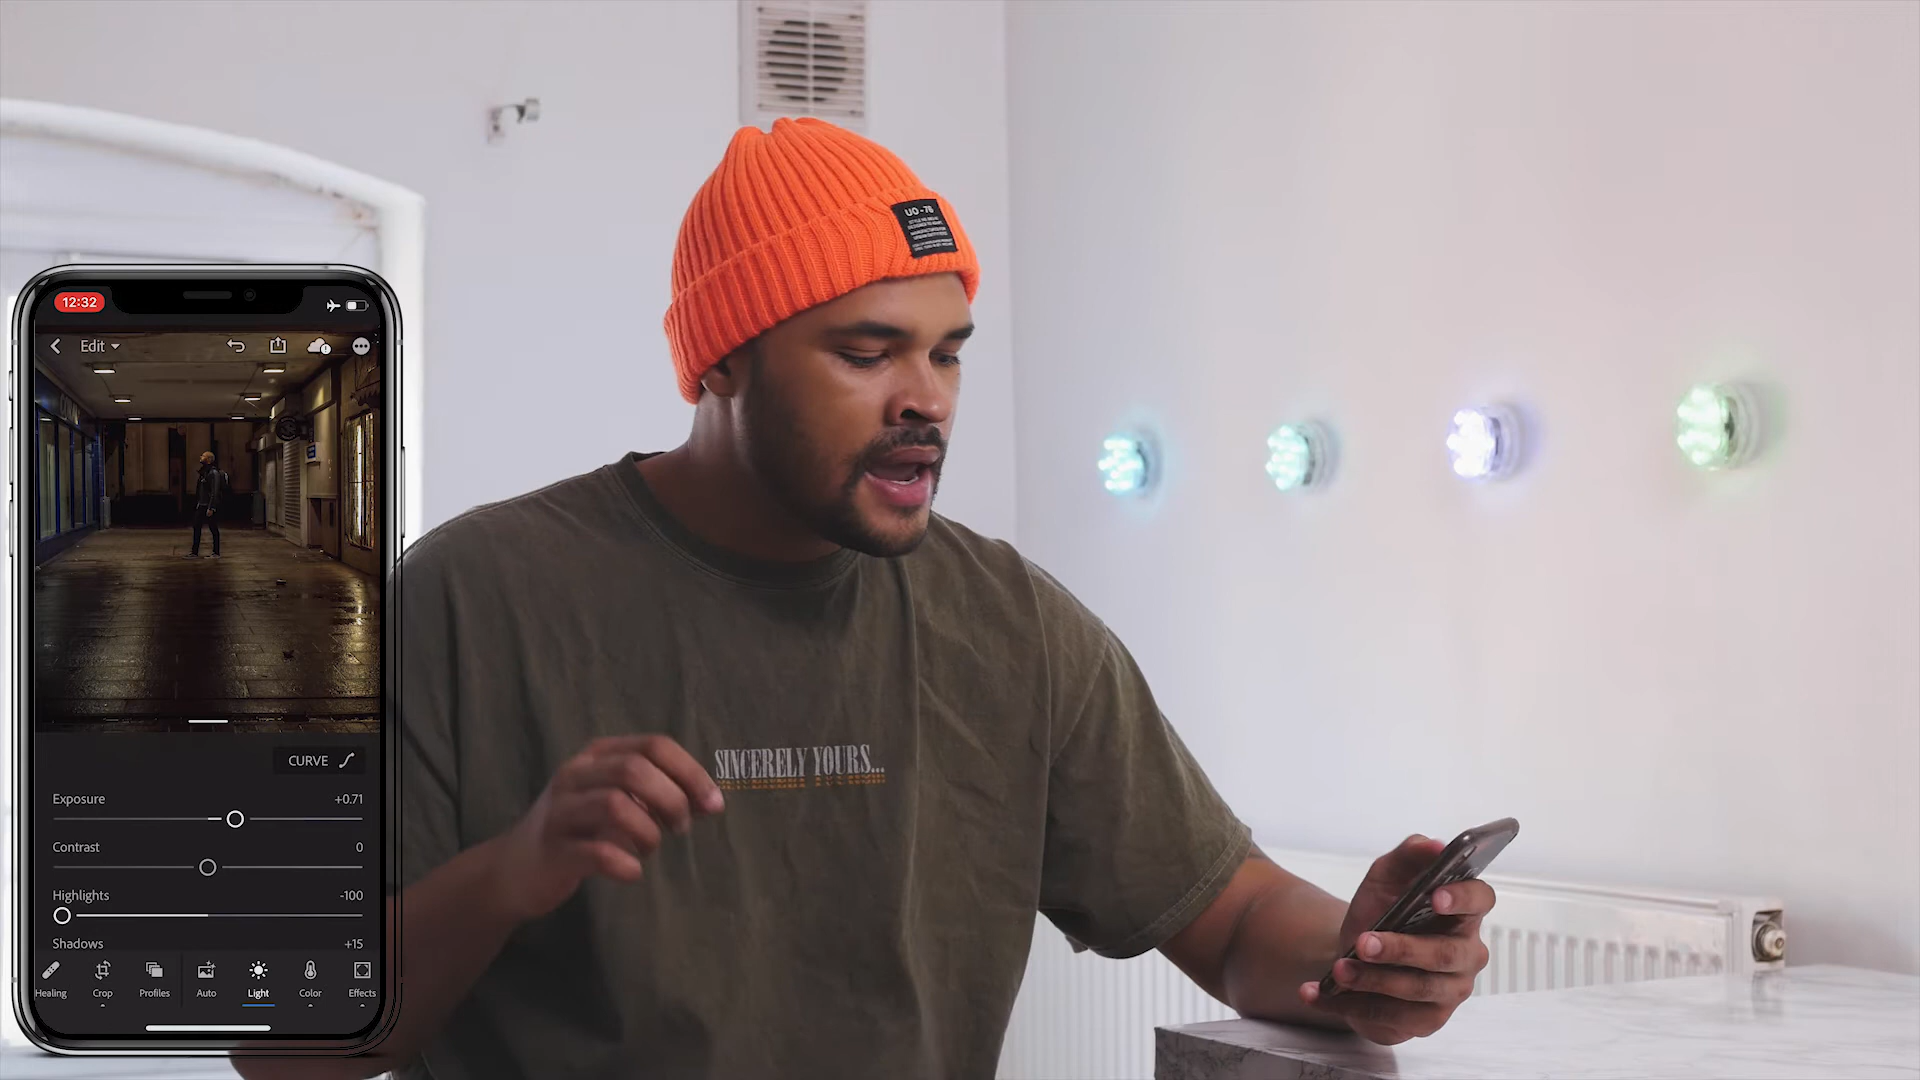 12:32
Edit
CURVE
Exposure +0.71
Contrast 0
Highlights -100
Shadows +15
Healing Crop Profiles Auto Light Color Effects
UO-76
SINCERELY YOURS...